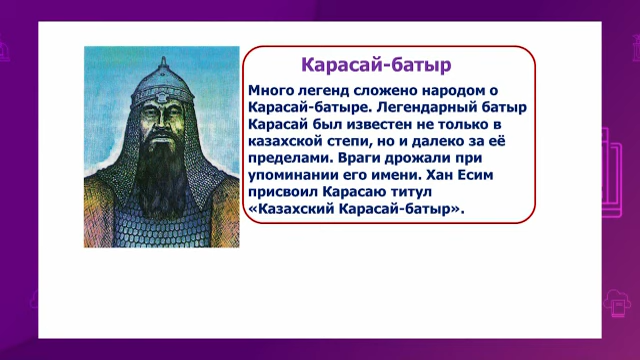 Карасай-батыр
Много легенд сложено народом о
Карасай-батыре. Легендарный батыр
Карасай был известен не только в
казахской степи, но и далеко за её
пределами. Враги дрожали при
упоминании его имени. Хан Есим
присвоил Карасаю титул
«Казахский Карасай-батыр».